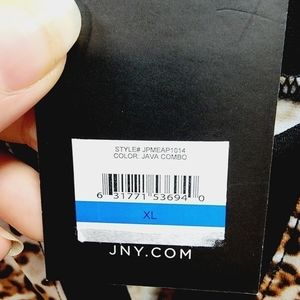 STYLE# JPMEAP1014
COLOR: JAVA COMBO
6 31771 53694 0
XL
JNY.COM